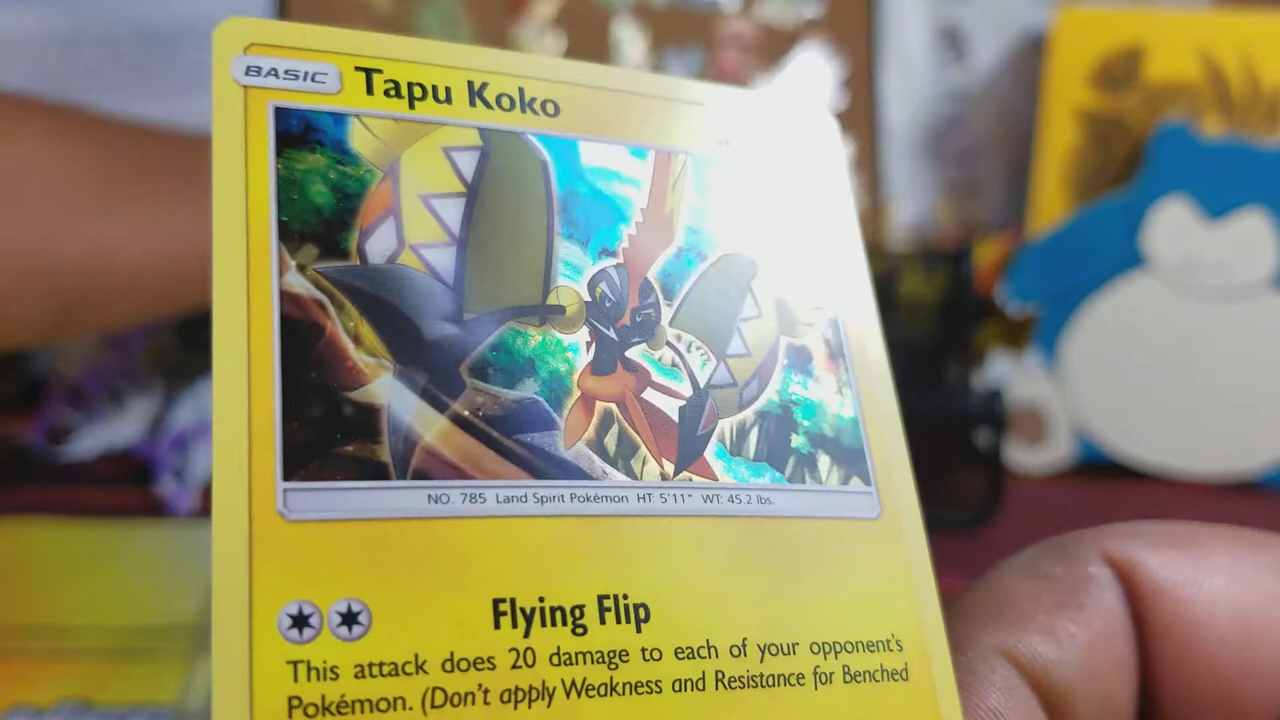 BASIC Tapu Koko
NO. 785 Land Spirit Pokémon HT: 5'11" WT: 45.2 lbs.
Flying Flip
This attack does 20 damage to each of your opponent's
Pokémon. (Don't apply Weakness and Resistance for Benched